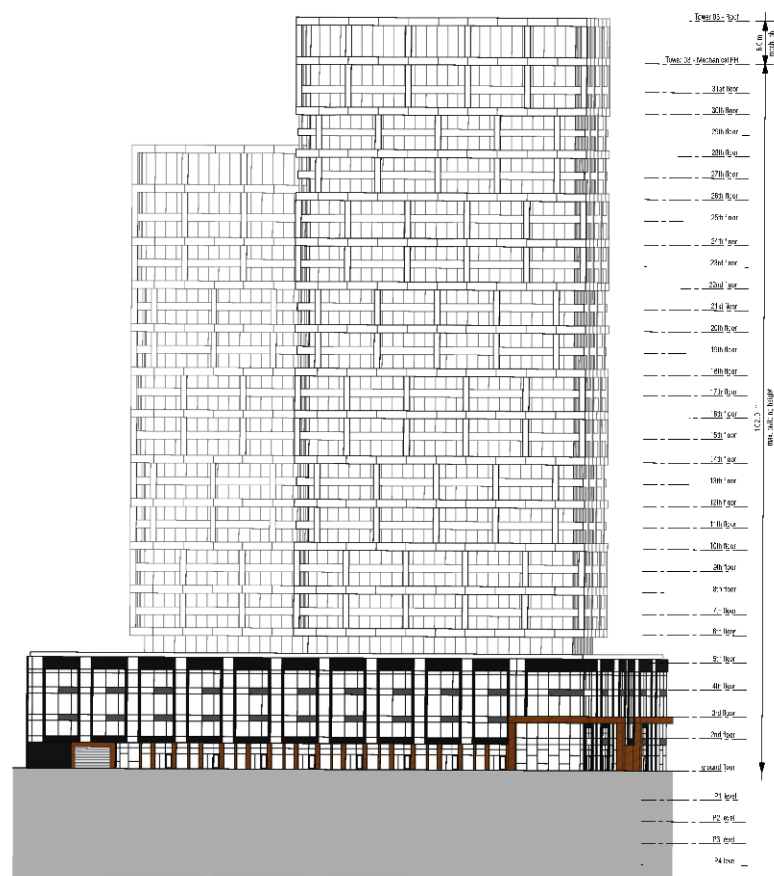 Tower 03 - Roof
Tower 03 - Mechanical PH
31st floor
30th floor
29th floor
28th floor
27th floor
26th floor
25th floor
24th floor
23rd floor
22nd floor
21st floor
20th floor
19th floor
18th floor
17th floor
16th floor
15th floor
14th floor
13th floor
12th floor
11th floor
10th floor
9th floor
8th floor
7th floor
6th floor
5th floor
4th floor
3rd floor
2nd floor
ground floor
P1 level
P2 level
P3 level
P4 level
max. building height